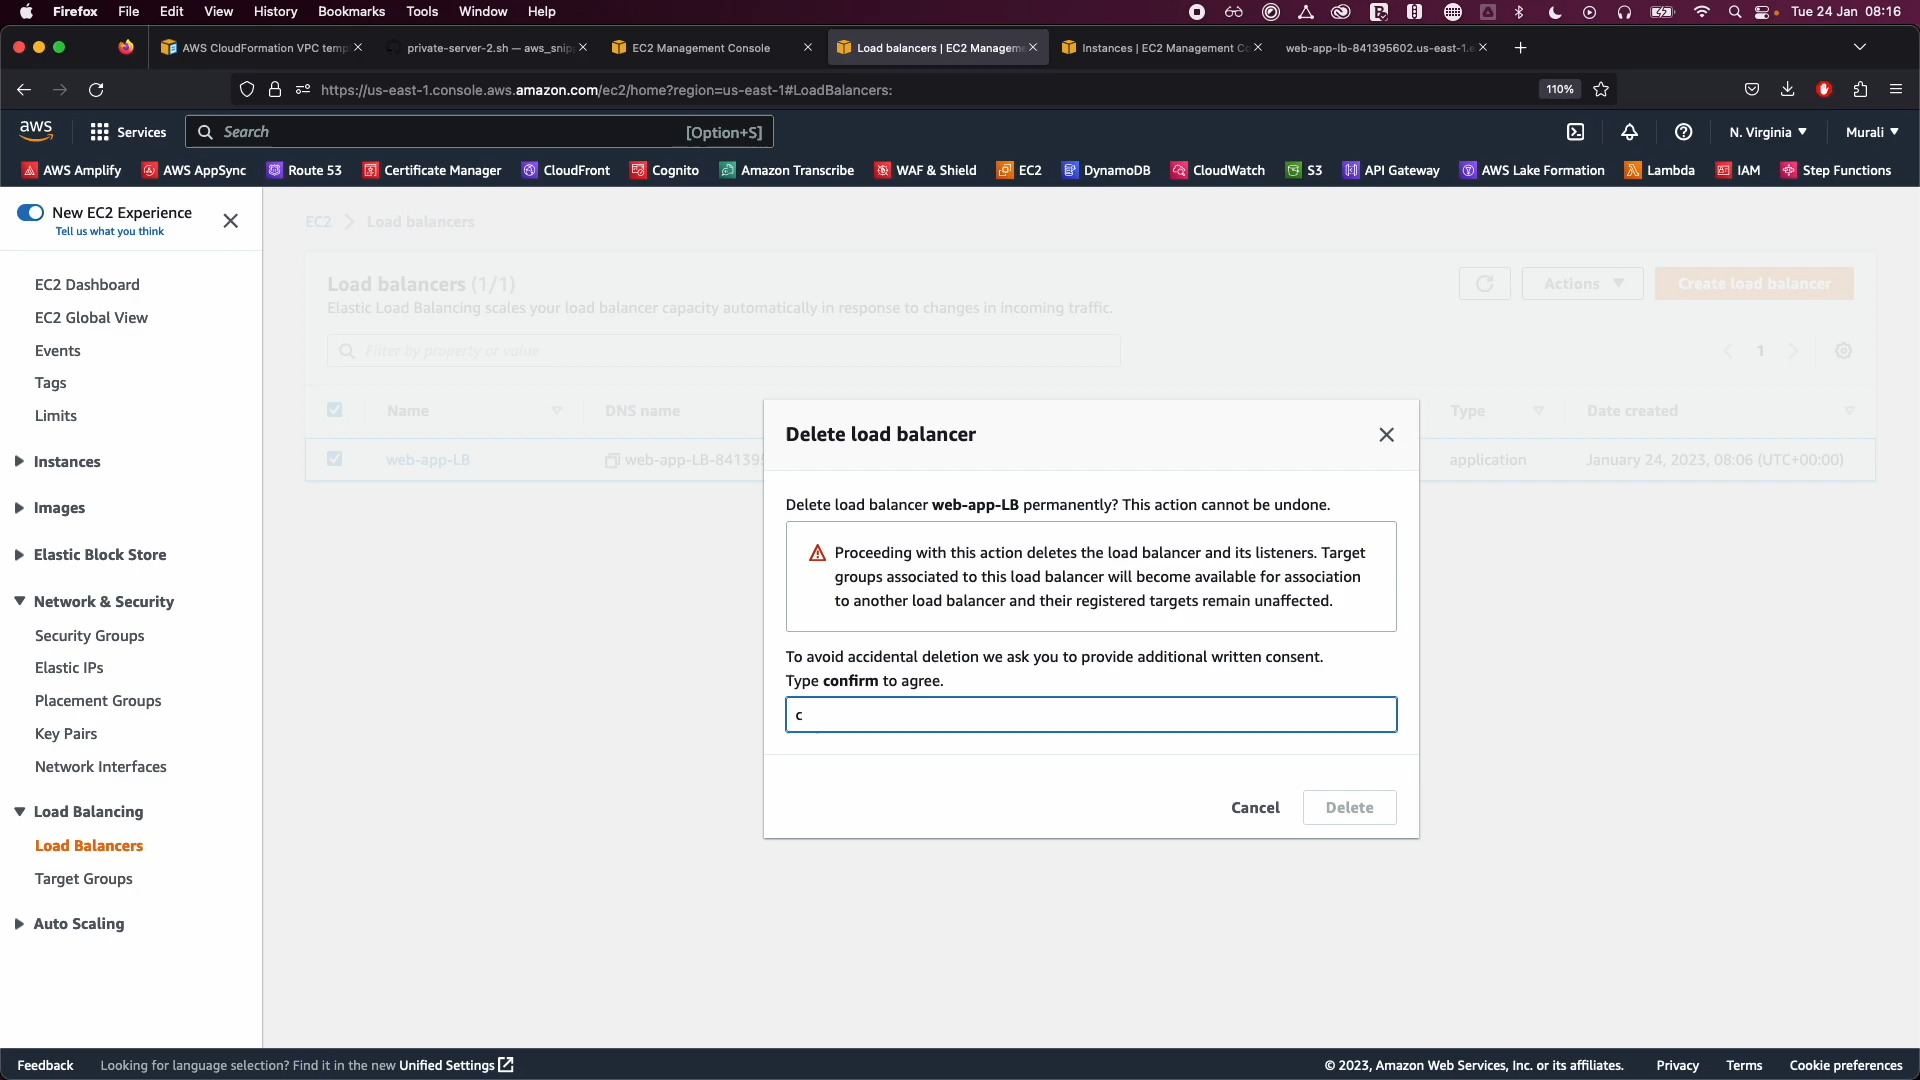 Firefox File Edit View History Bookmarks Tools Window Help
Tue 24 Jan 08:16
AWS CloudFormation VPC temp
private-server-2.sh — aws_snip
EC2 Management Console
Load balancers | EC2 Managem
Instances | EC2 Management C
web-app-lb-841395602.us-east-1.e
https://us-east-1.console.aws.amazon.com/ec2/home?region=us-east-1#LoadBalancers:
110%
aws
Services
Search
[Option+S]
N. Virginia
Murali
AWS Amplify
AWS AppSync
Route 53
Certificate Manager
CloudFront
Cognito
Amazon Transcribe
WAF & Shield
EC2
DynamoDB
CloudWatch
S3
API Gateway
AWS Lake Formation
Lambda
IAM
Step Functions
New EC2 Experience
Tell us what you think
EC2 Dashboard
EC2 Global View
Events
Tags
Limits
Instances
Images
Elastic Block Store
Network & Security
Security Groups
Elastic IPs
Placement Groups
Key Pairs
Network Interfaces
Load Balancing
Load Balancers
Target Groups
Auto Scaling
EC2
Load balancers
Load balancers (1/1)
Elastic Load Balancing scales your load balancer capacity automatically in response to changes in incoming traffic.
Actions
Create load balancer
Filter by property or value
1
Name
DNS name
Type
Date created
web-app-LB
web-app-LB-84139
application
January 24, 2023, 08:06 (UTC+00:00)
Delete load balancer
Delete load balancer web-app-LB permanently? This action cannot be undone.
Proceeding with this action deletes the load balancer and its listeners. Target
groups associated to this load balancer will become available for association
to another load balancer and their registered targets remain unaffected.
To avoid accidental deletion we ask you to provide additional written consent.
Type confirm to agree.
c
Cancel
Delete
Feedback
Looking for language selection? Find it in the new Unified Settings
© 2023, Amazon Web Services, Inc. or its affiliates.
Privacy
Terms
Cookie preferences